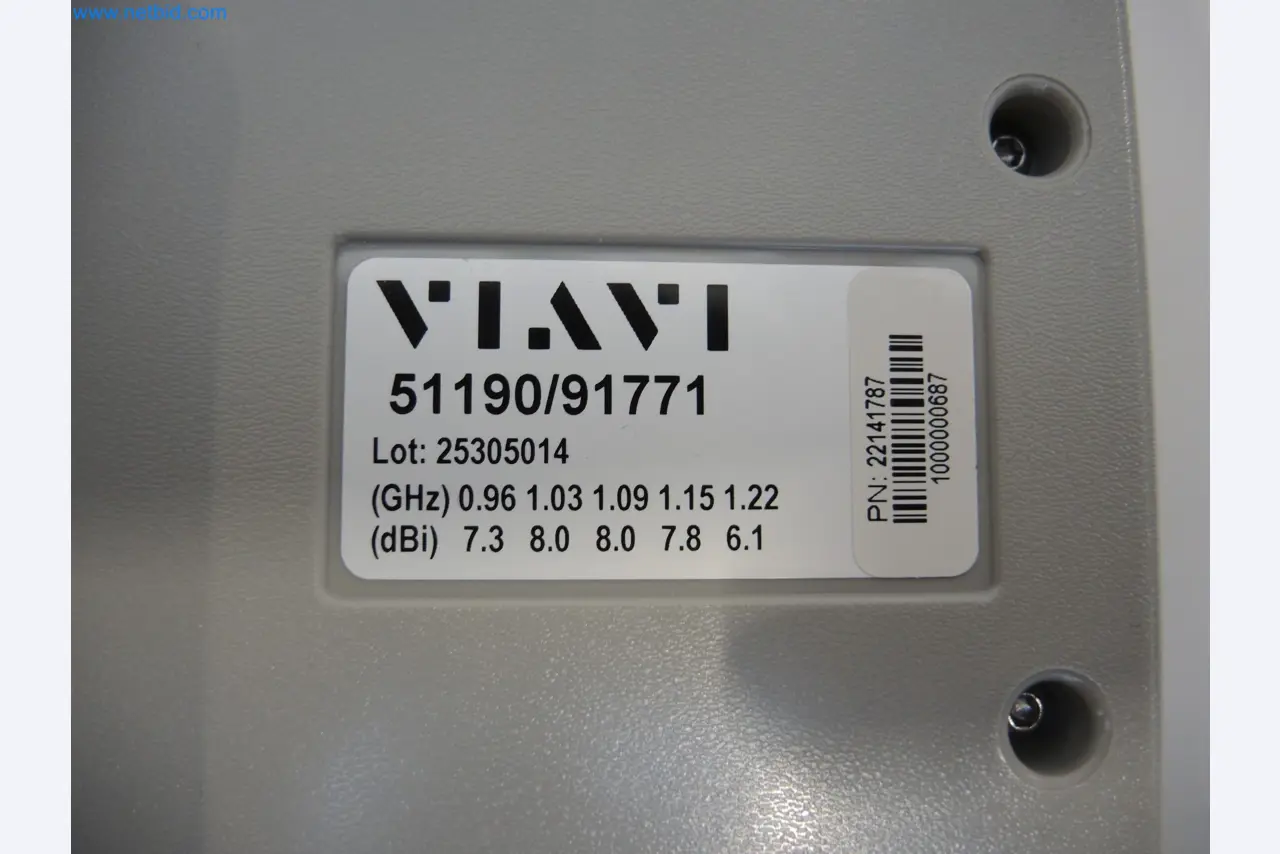 www.netbid.com
VIAVI
51190/91771
Lot: 25305014
(GHz) 0.96 1.03 1.09 1.15 1.22
(dBi) 7.3 8.0 8.0 7.8 6.1
PN: 22141787
1000000687